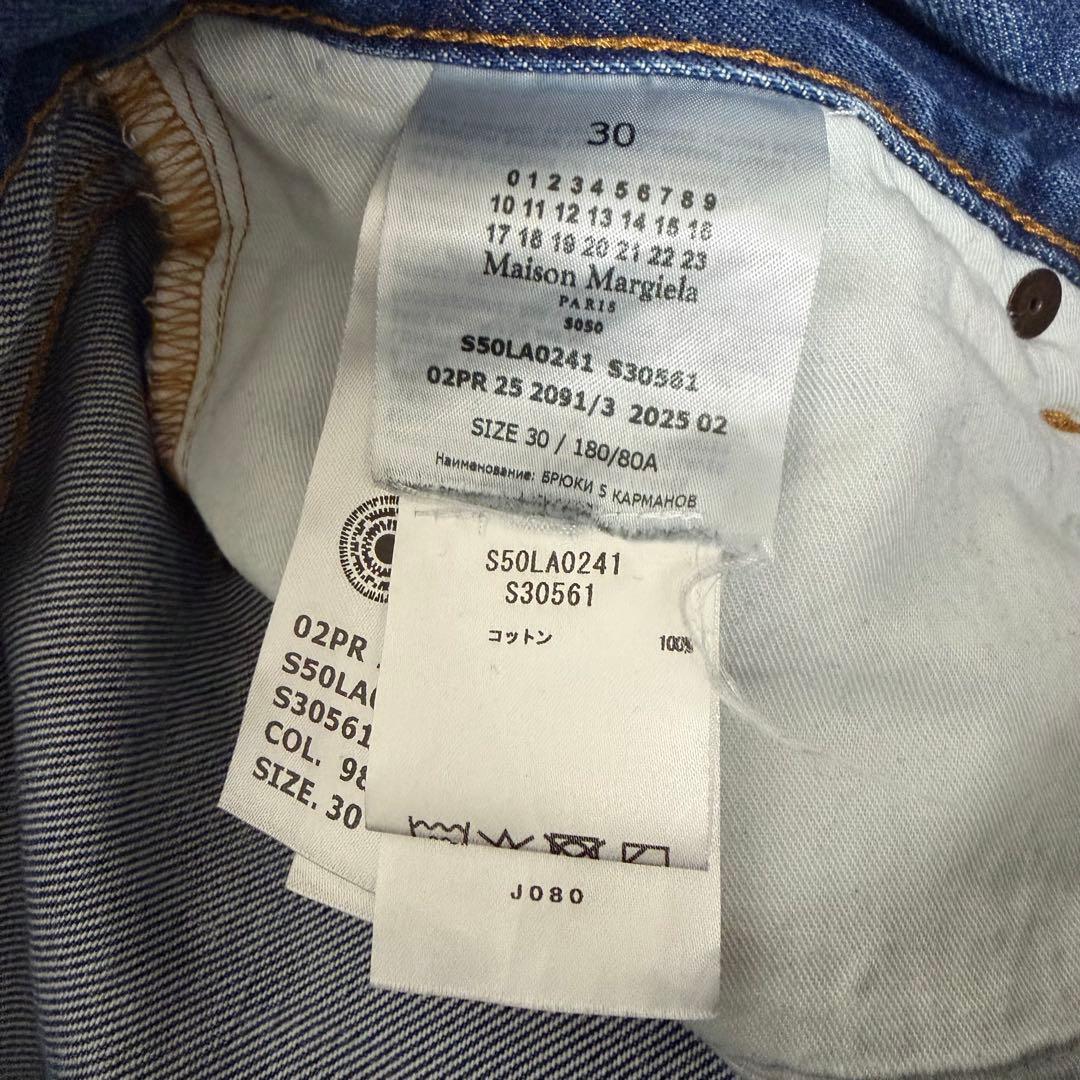 30
0 1 2 3 4 5 6 7 8 9
10 11 12 13 14 15 16
17 18 19 20 21 22 23
Maison Margiela
PARIS
S050
S50LA0241 S30561
02PR 25 2091/3 2025 02
SIZE 30 / 180/80A
Наименование: БРЮКИ 5 КАРМАНОВ
S50LA0241
S30561
コットン 100%
J080
02PR
S50LA0
S30561
COL. 98
SIZE. 30